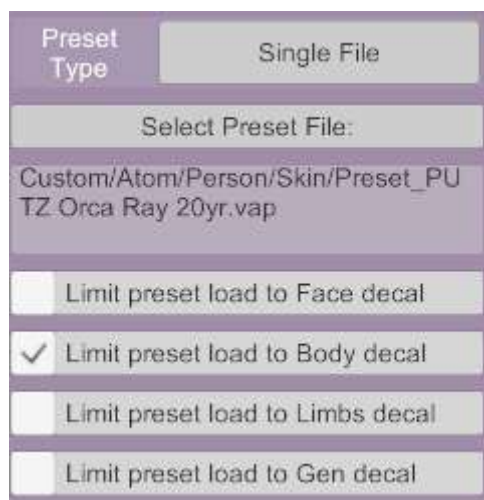 Preset
Type
Single File
Select Preset File:
Custom/Atom/Person/Skin/Preset_PU
TZ Orca Ray 20yr.vap
Limit preset load to Face decal
Limit preset load to Body decal
Limit preset load to Limbs decal
Limit preset load to Gen decal